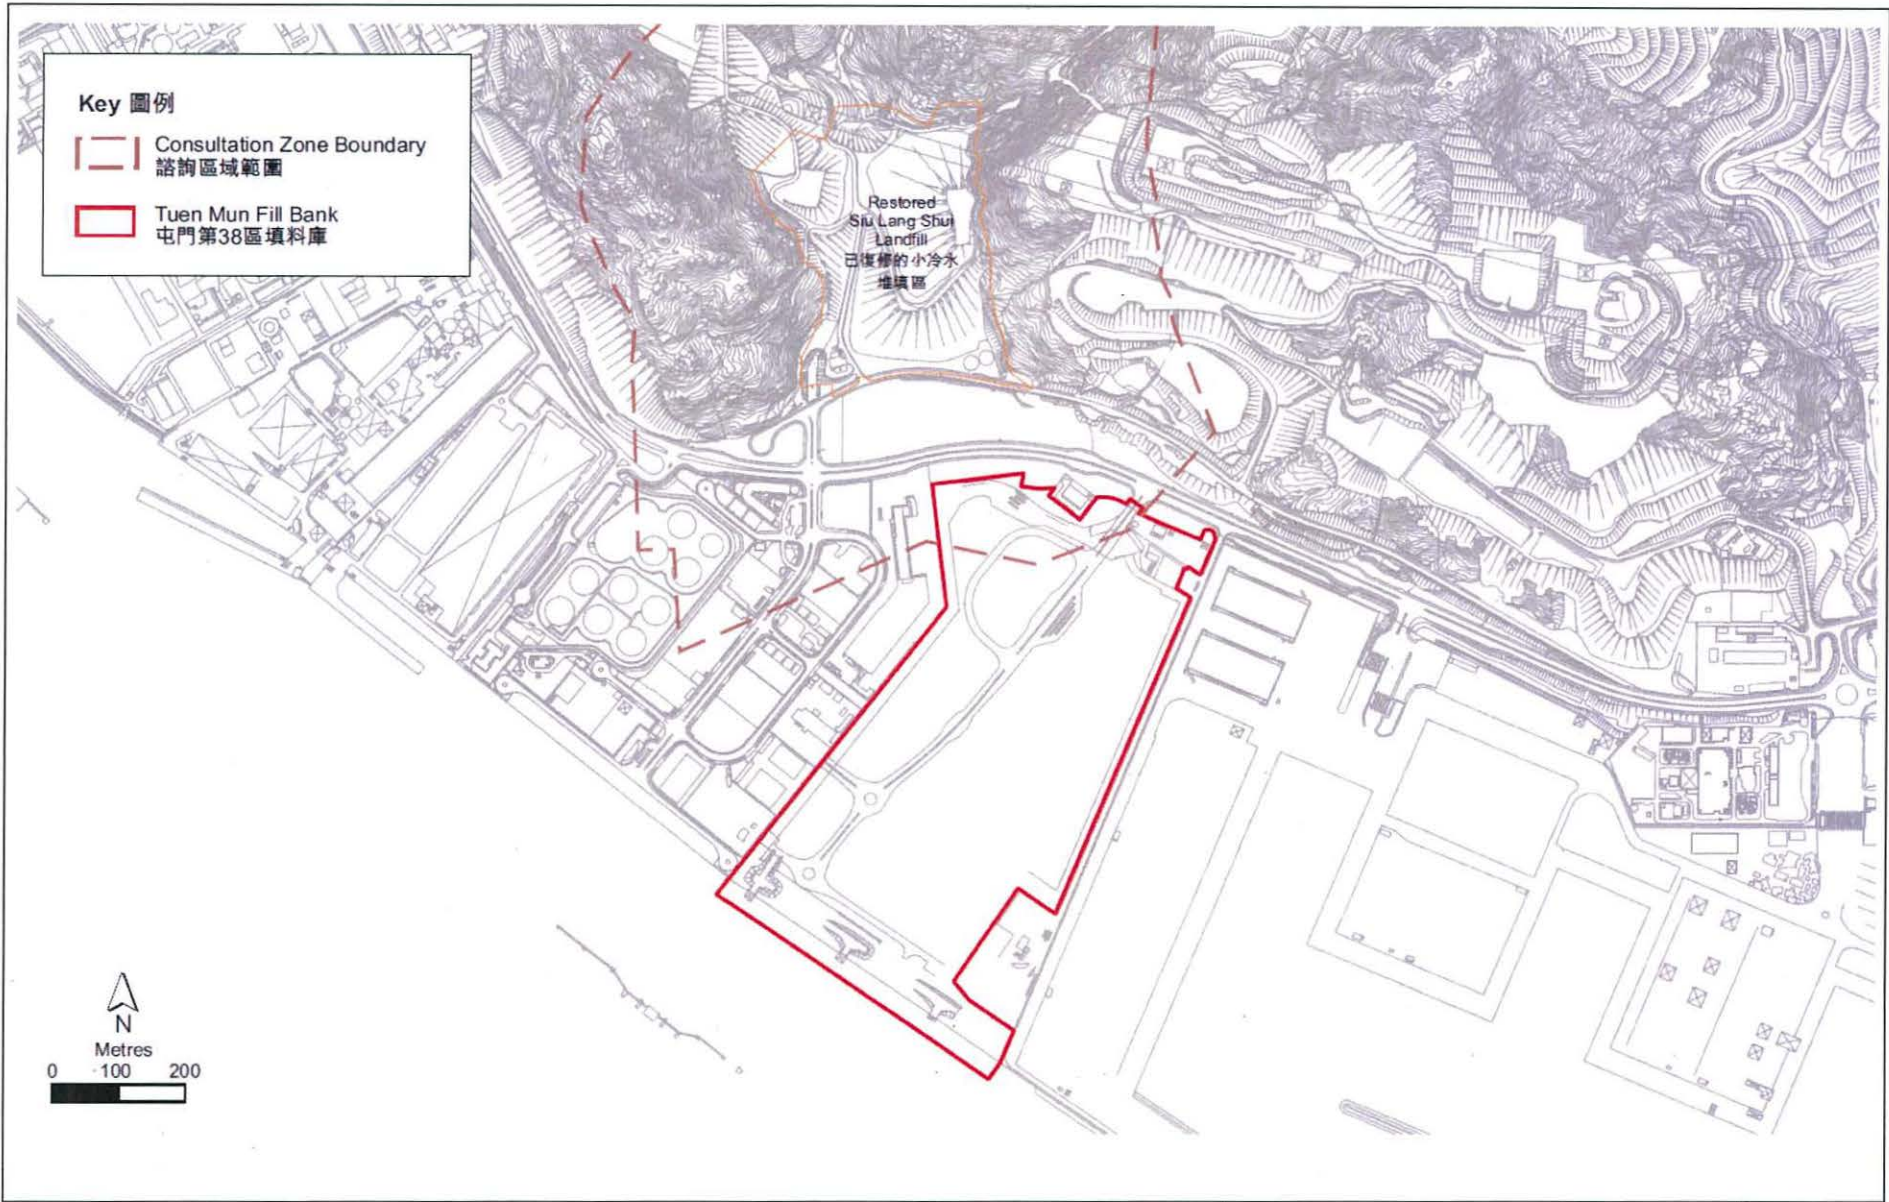 Key 圖例
Consultation Zone Boundary
諮詢區域範圍
Tuen Mun Fill Bank
屯門第38區填料庫
Restored
Siu Lang Shui
Landfill
已復修的小冷水
堆填區
N
Metres
0 100 200